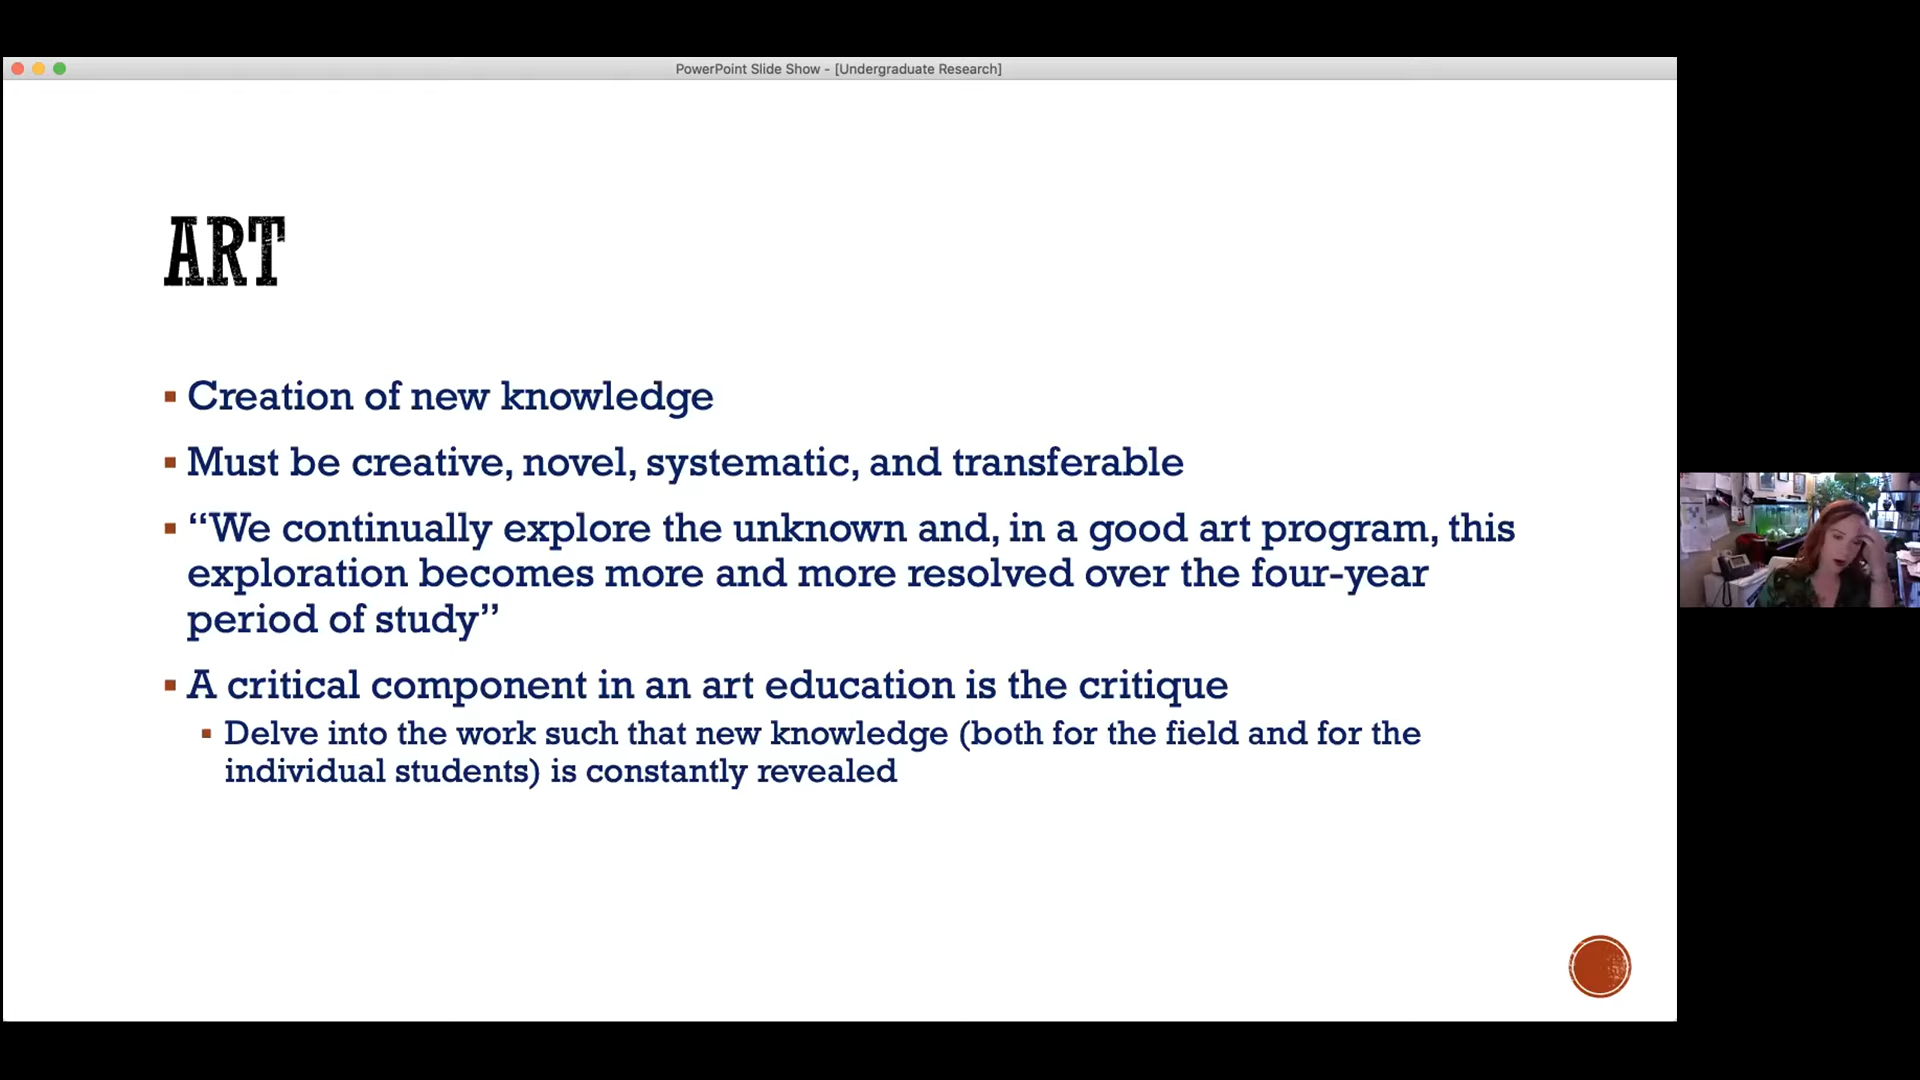 PowerPoint Slide Show - [Undergraduate Research]
ART
Creation of new knowledge
Must be creative, novel, systematic, and transferable
“We continually explore the unknown and, in a good art program, this
exploration becomes more and more resolved over the four-year
period of study”
A critical component in an art education is the critique
Delve into the work such that new knowledge (both for the field and for the
individual students) is constantly revealed